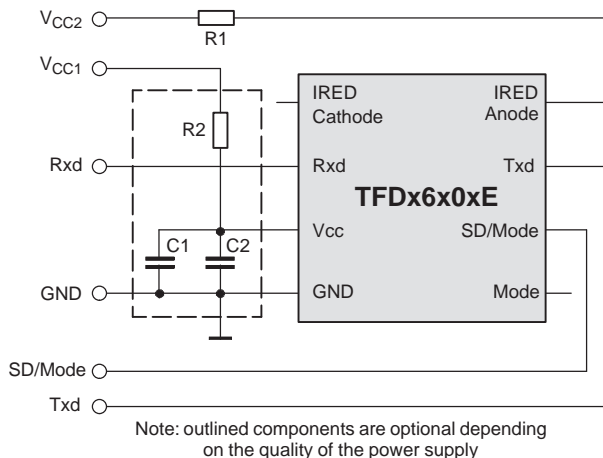 VCC2
R1
VCC1
R2
Rxd
C1
C2
GND
SD/Mode
Txd
IRED
Cathode
IRED
Anode
Rxd
Txd
TFDx6x0xE
Vcc
SD/Mode
GND
Mode
Note: outlined components are optional depending
on the quality of the power supply